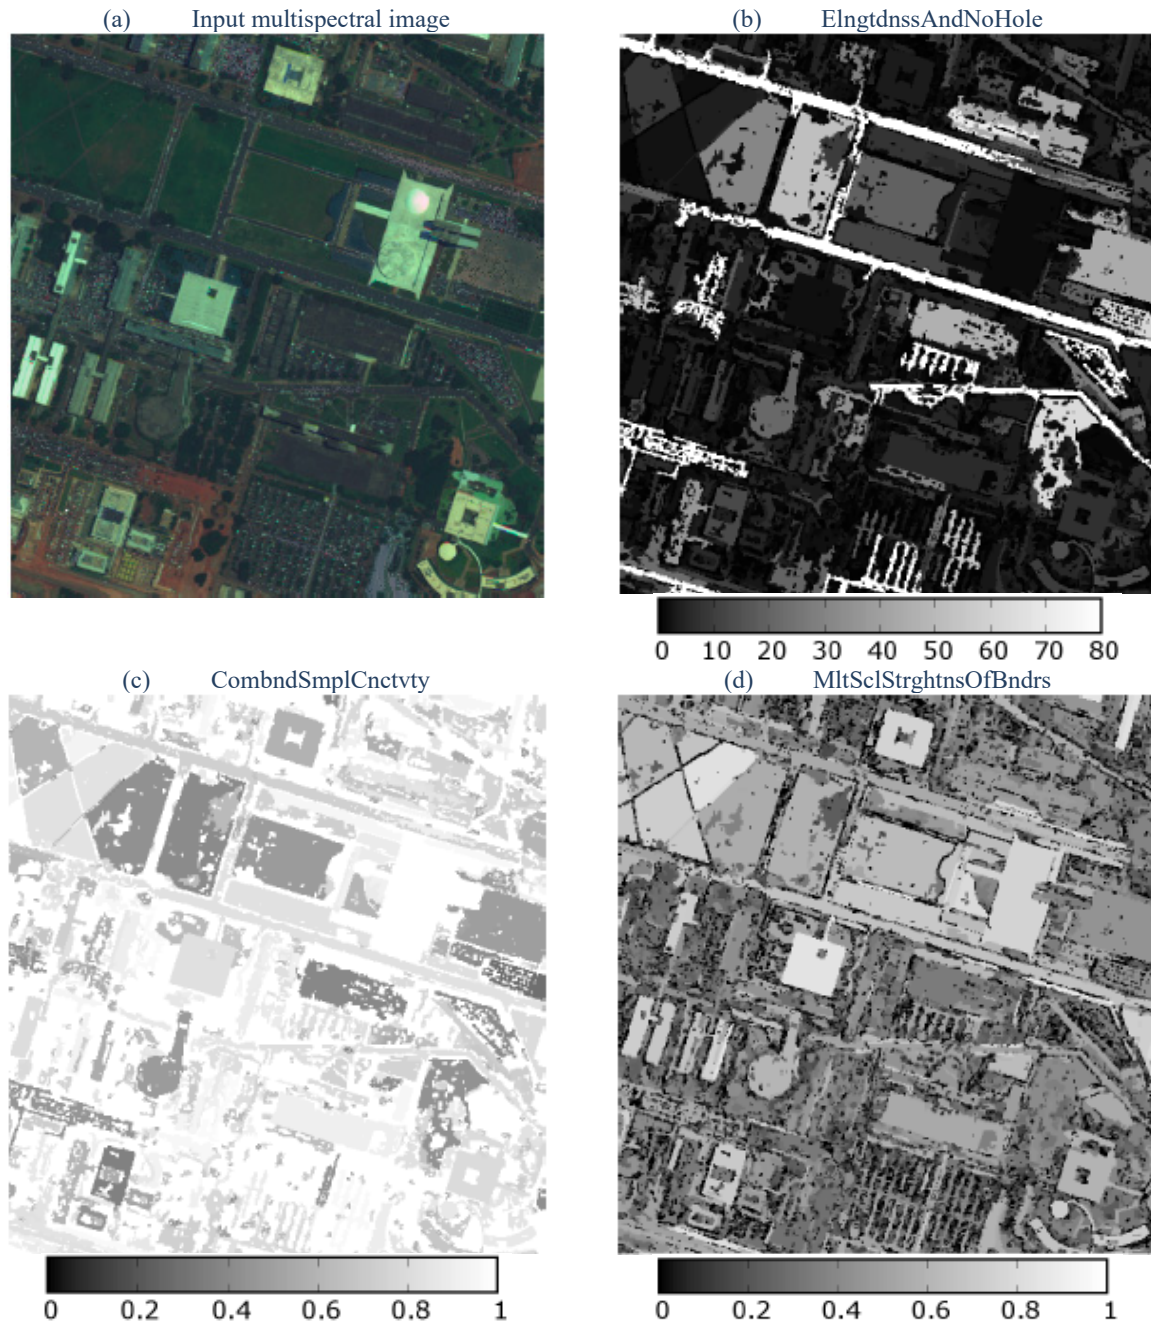 (a) Input multispectral image
(b) ElngtdnssAndNoHole
0 10 20 30 40 50 60 70 80
(c) CombndSmplCnctvty
(d) MltSclStrghtnsOfBndrs
0 0.2 0.4 0.6 0.8 1
0 0.2 0.4 0.6 0.8 1